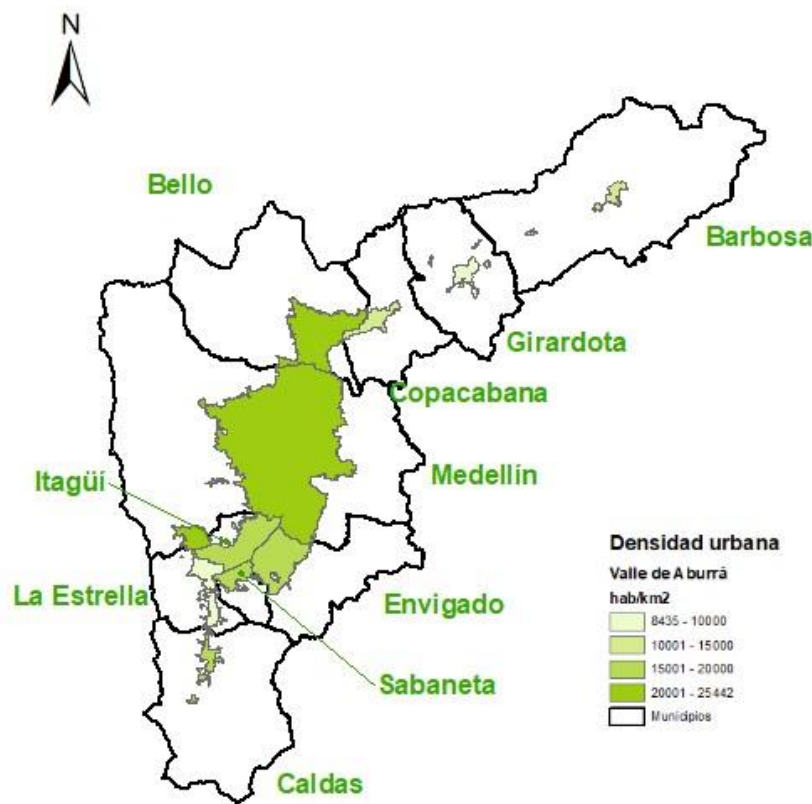 N
Bello
Barbosa
Girardota
Copacabana
Itagüí
Medellín
La Estrella
Envigado
Sabaneta
Caldas
Densidad urbana
Valle de Aburrá
hab/km2
8435 - 10000
10001 - 15000
15001 - 20000
20001 - 25442
Municipios